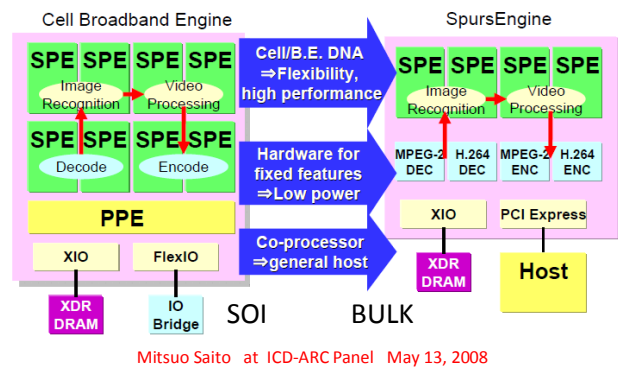 Cell Broadband Engine
SPE SPE SPE SPE
Image Recognition
Video Processing
SPE SPE SPE SPE
Decode
Encode
PPE
XIO
FlexIO
XDR
DRAM
IO
Bridge
SOI
Cell/B.E. DNA
⇒Flexibility,
high performance
Hardware for
fixed features
⇒Low power
Co-processor
⇒general host
BULK
SpursEngine
SPE SPE SPE SPE
Image
Recognition
Video
Processing
MPEG-2
DEC
H.264
DEC
MPEG-2
ENC
H.264
ENC
XIO
PCI Express
XDR
DRAM
Host
Mitsuo Saito at ICD-ARC Panel May 13, 2008